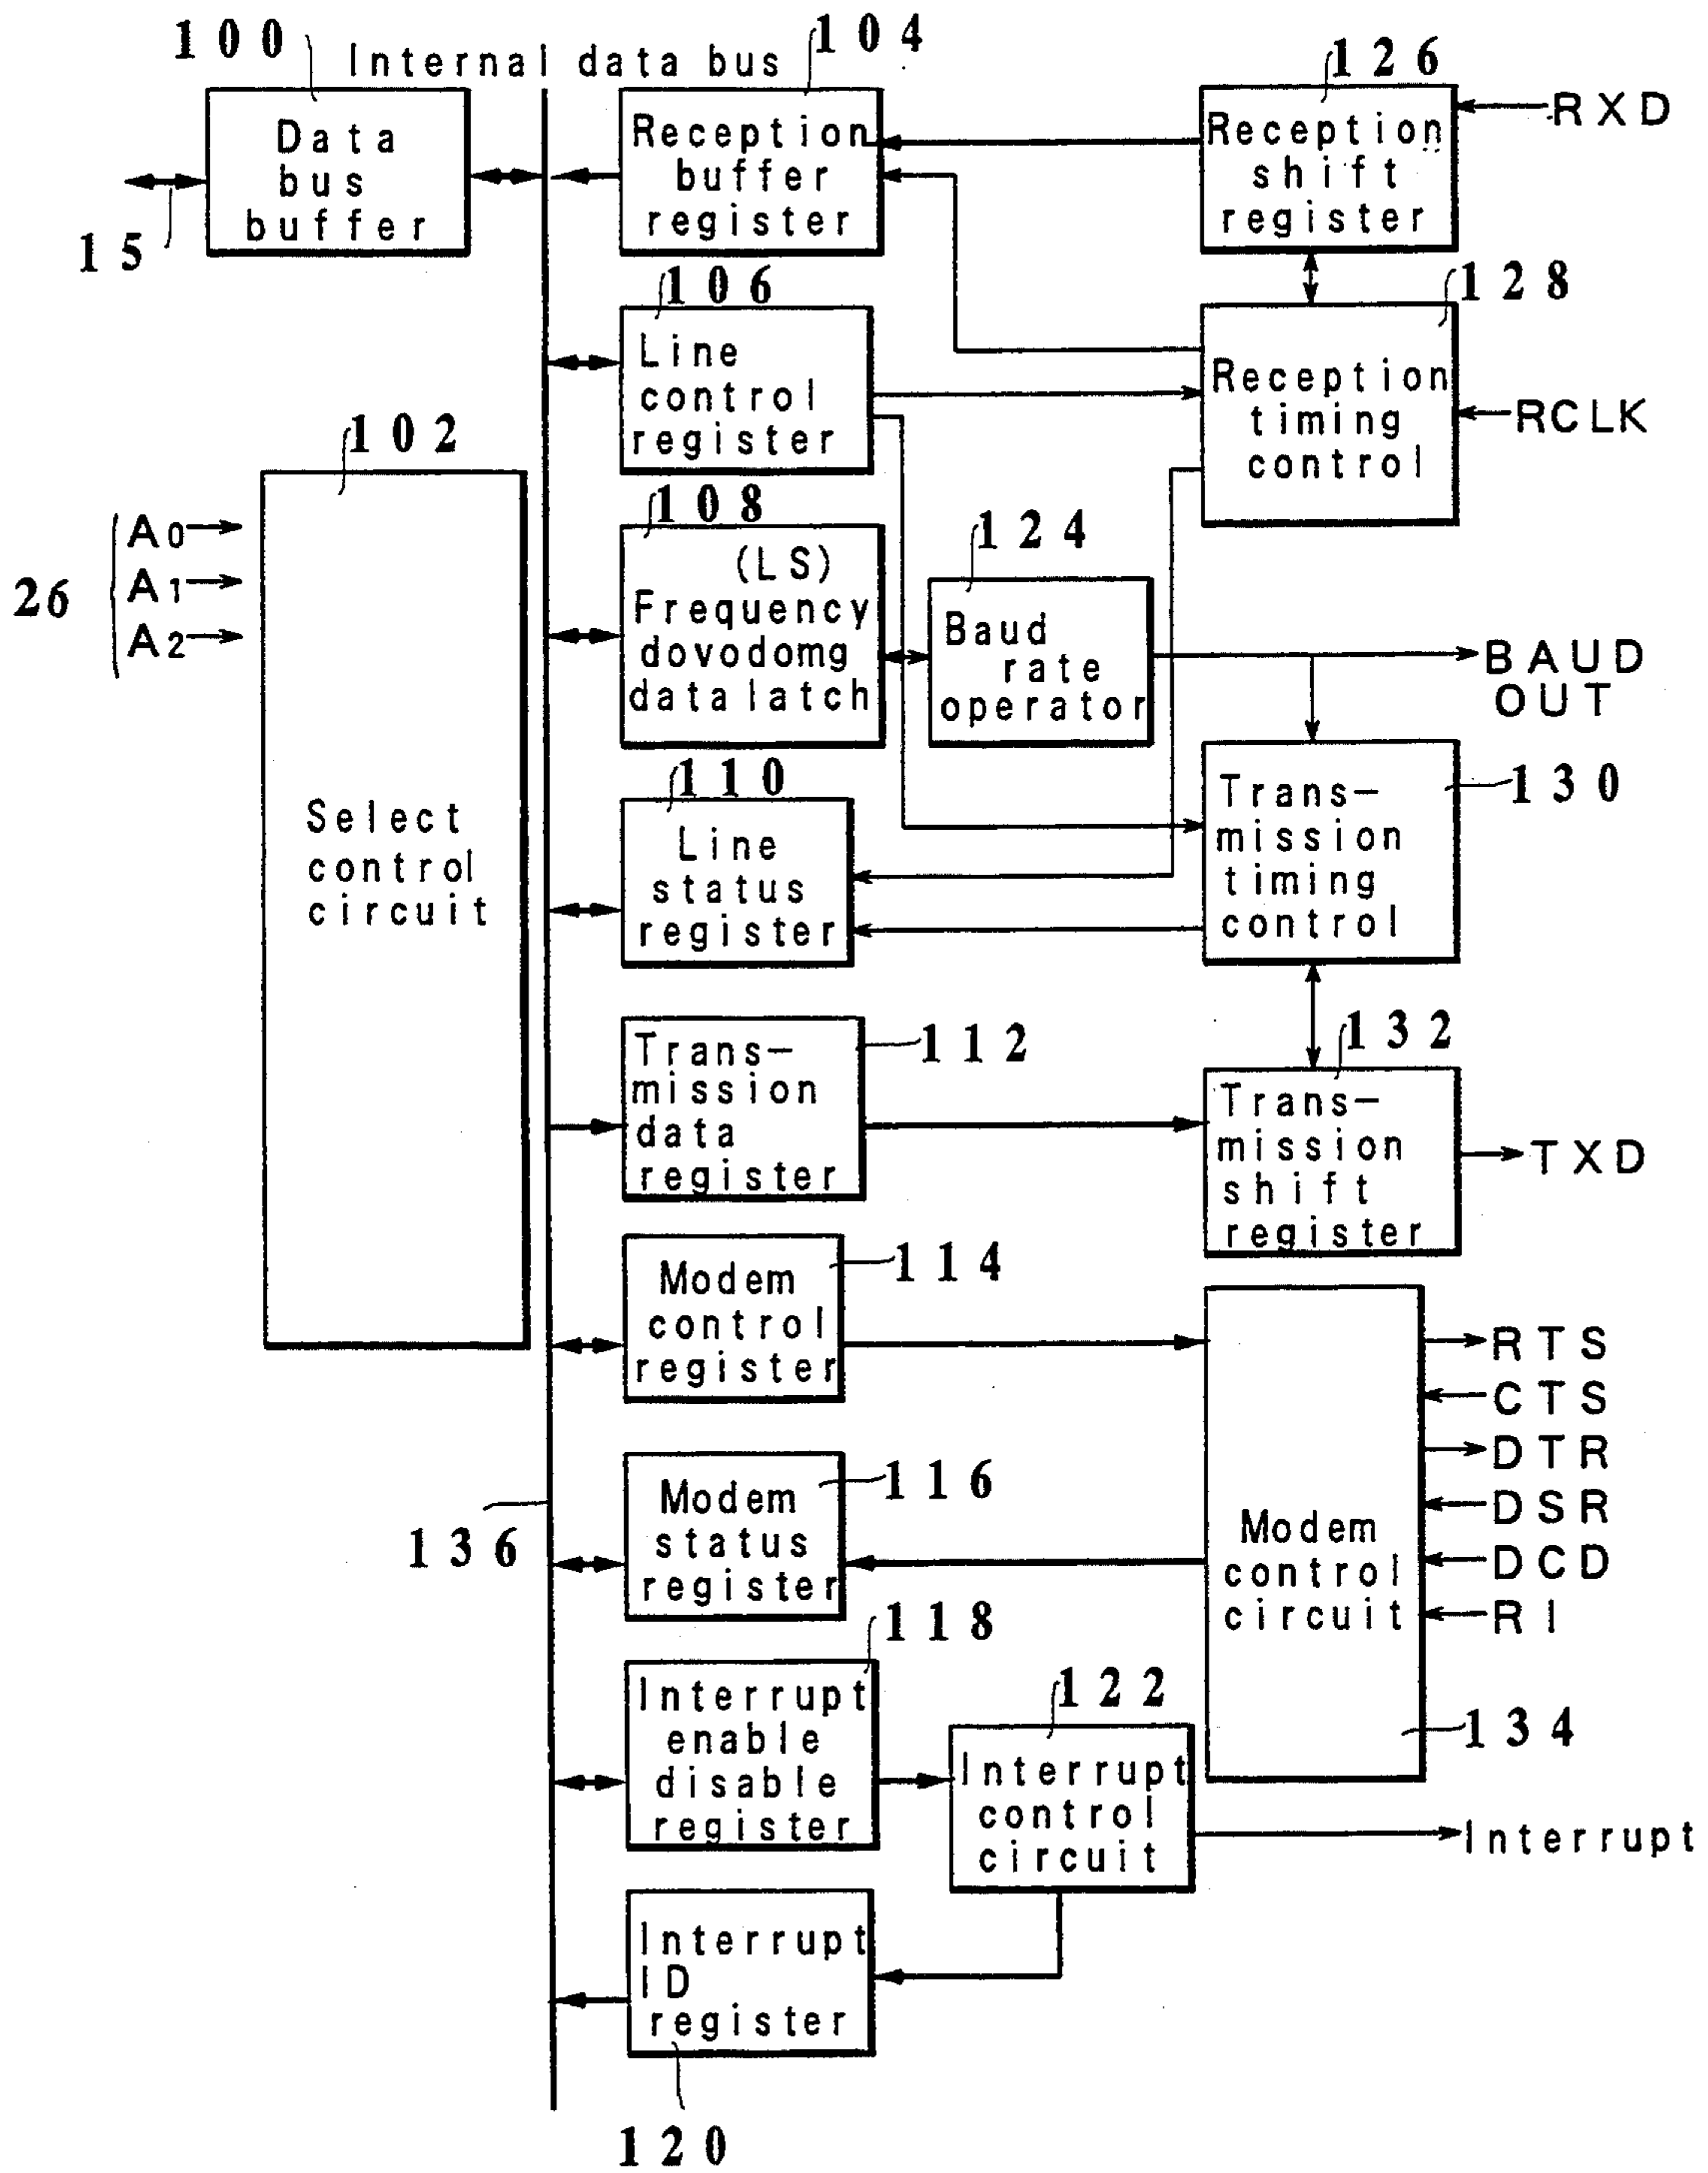 100
Internal data bus
104
126
RXD
Data
bus
buffer
15
Reception
buffer
register
Reception
shift
register
106
128
Line
control
register
Reception
timing
control
RCLK
102
108
124
A0
A1
A2
26
(LS)
Frequency
dovodomg
data latch
Baud
rate
operator
BAUD
OUT
110
130
Select
control
circuit
Line
status
register
Trans-
mission
timing
control
112
132
Trans-
mission
data
register
Trans-
mission
shift
register
TXD
114
Modem
control
register
RTS
CTS
DTR
DSR
DCD
RI
116
136
Modem
status
register
Modem
control
circuit
118
122
134
Interrupt
enable
disable
register
Interrupt
control
circuit
Interrupt
Interrupt
ID
register
120